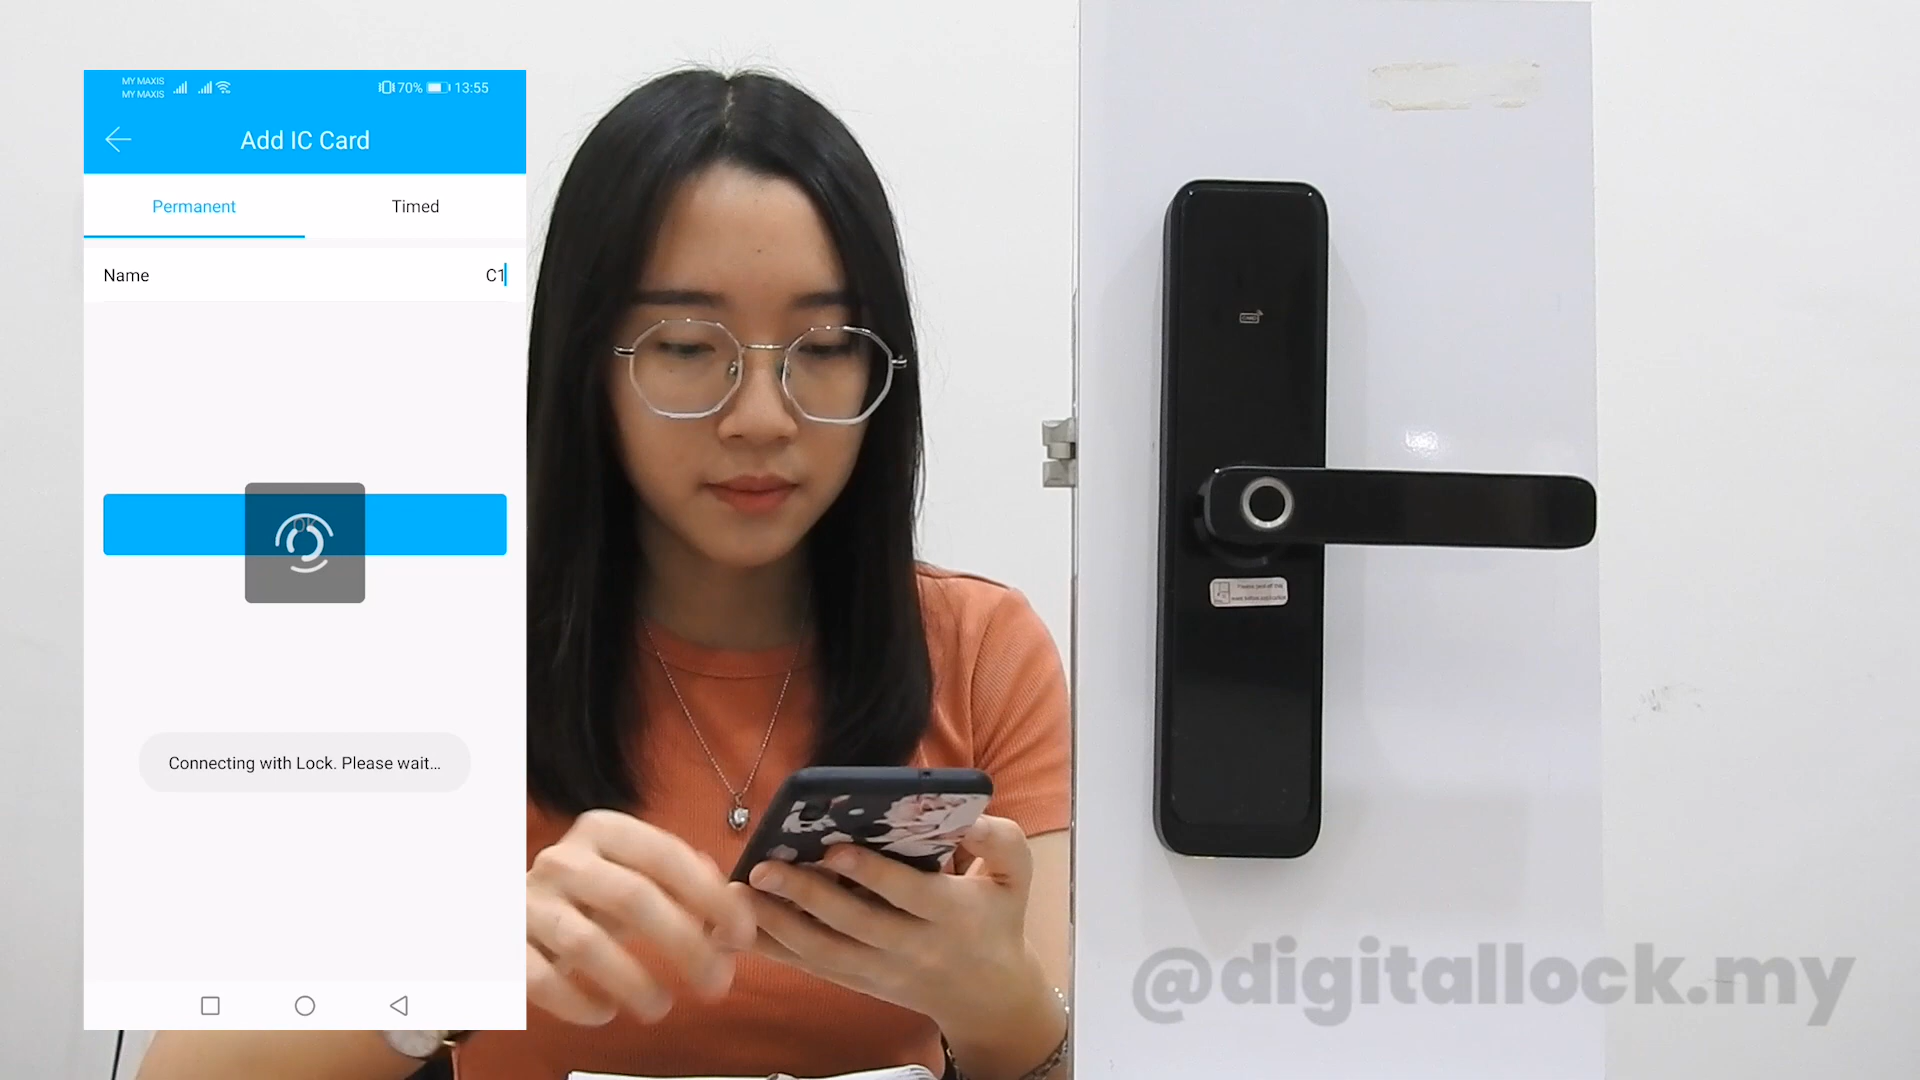 MY MAXIS
MY MAXIS
70% 13:55
Add IC Card
Permanent Timed
Name C1
OK
Connecting with Lock. Please wait...
@digitallock.my